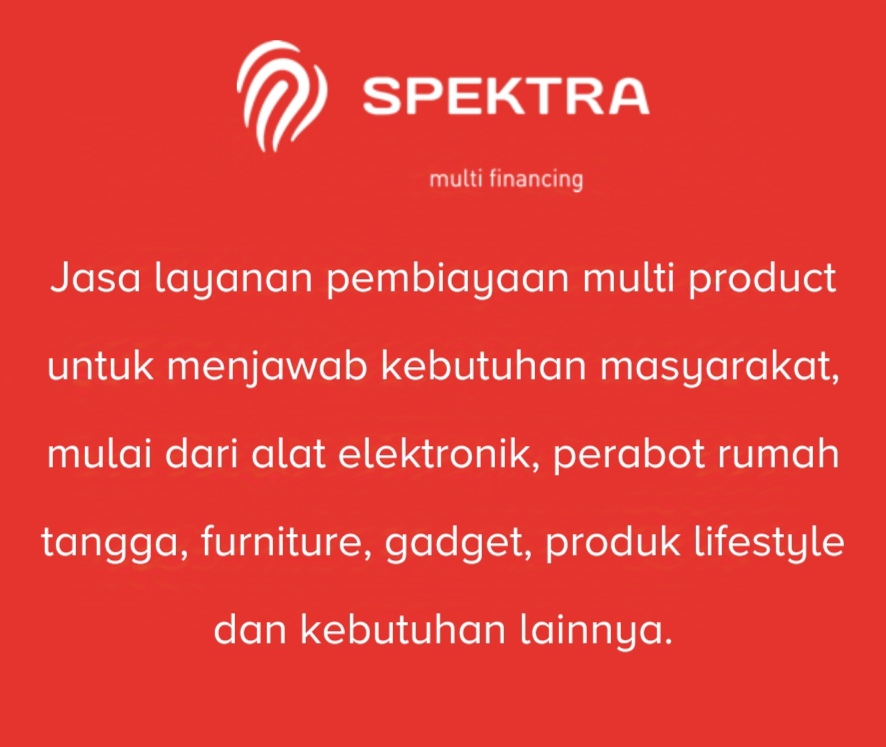 SPEKTRA
multi financing
Jasa layanan pembiayaan multi product
untuk menjawab kebutuhan masyarakat,
mulai dari alat elektronik, perabot rumah
tangga, furniture, gadget, produk lifestyle
dan kebutuhan lainnya.